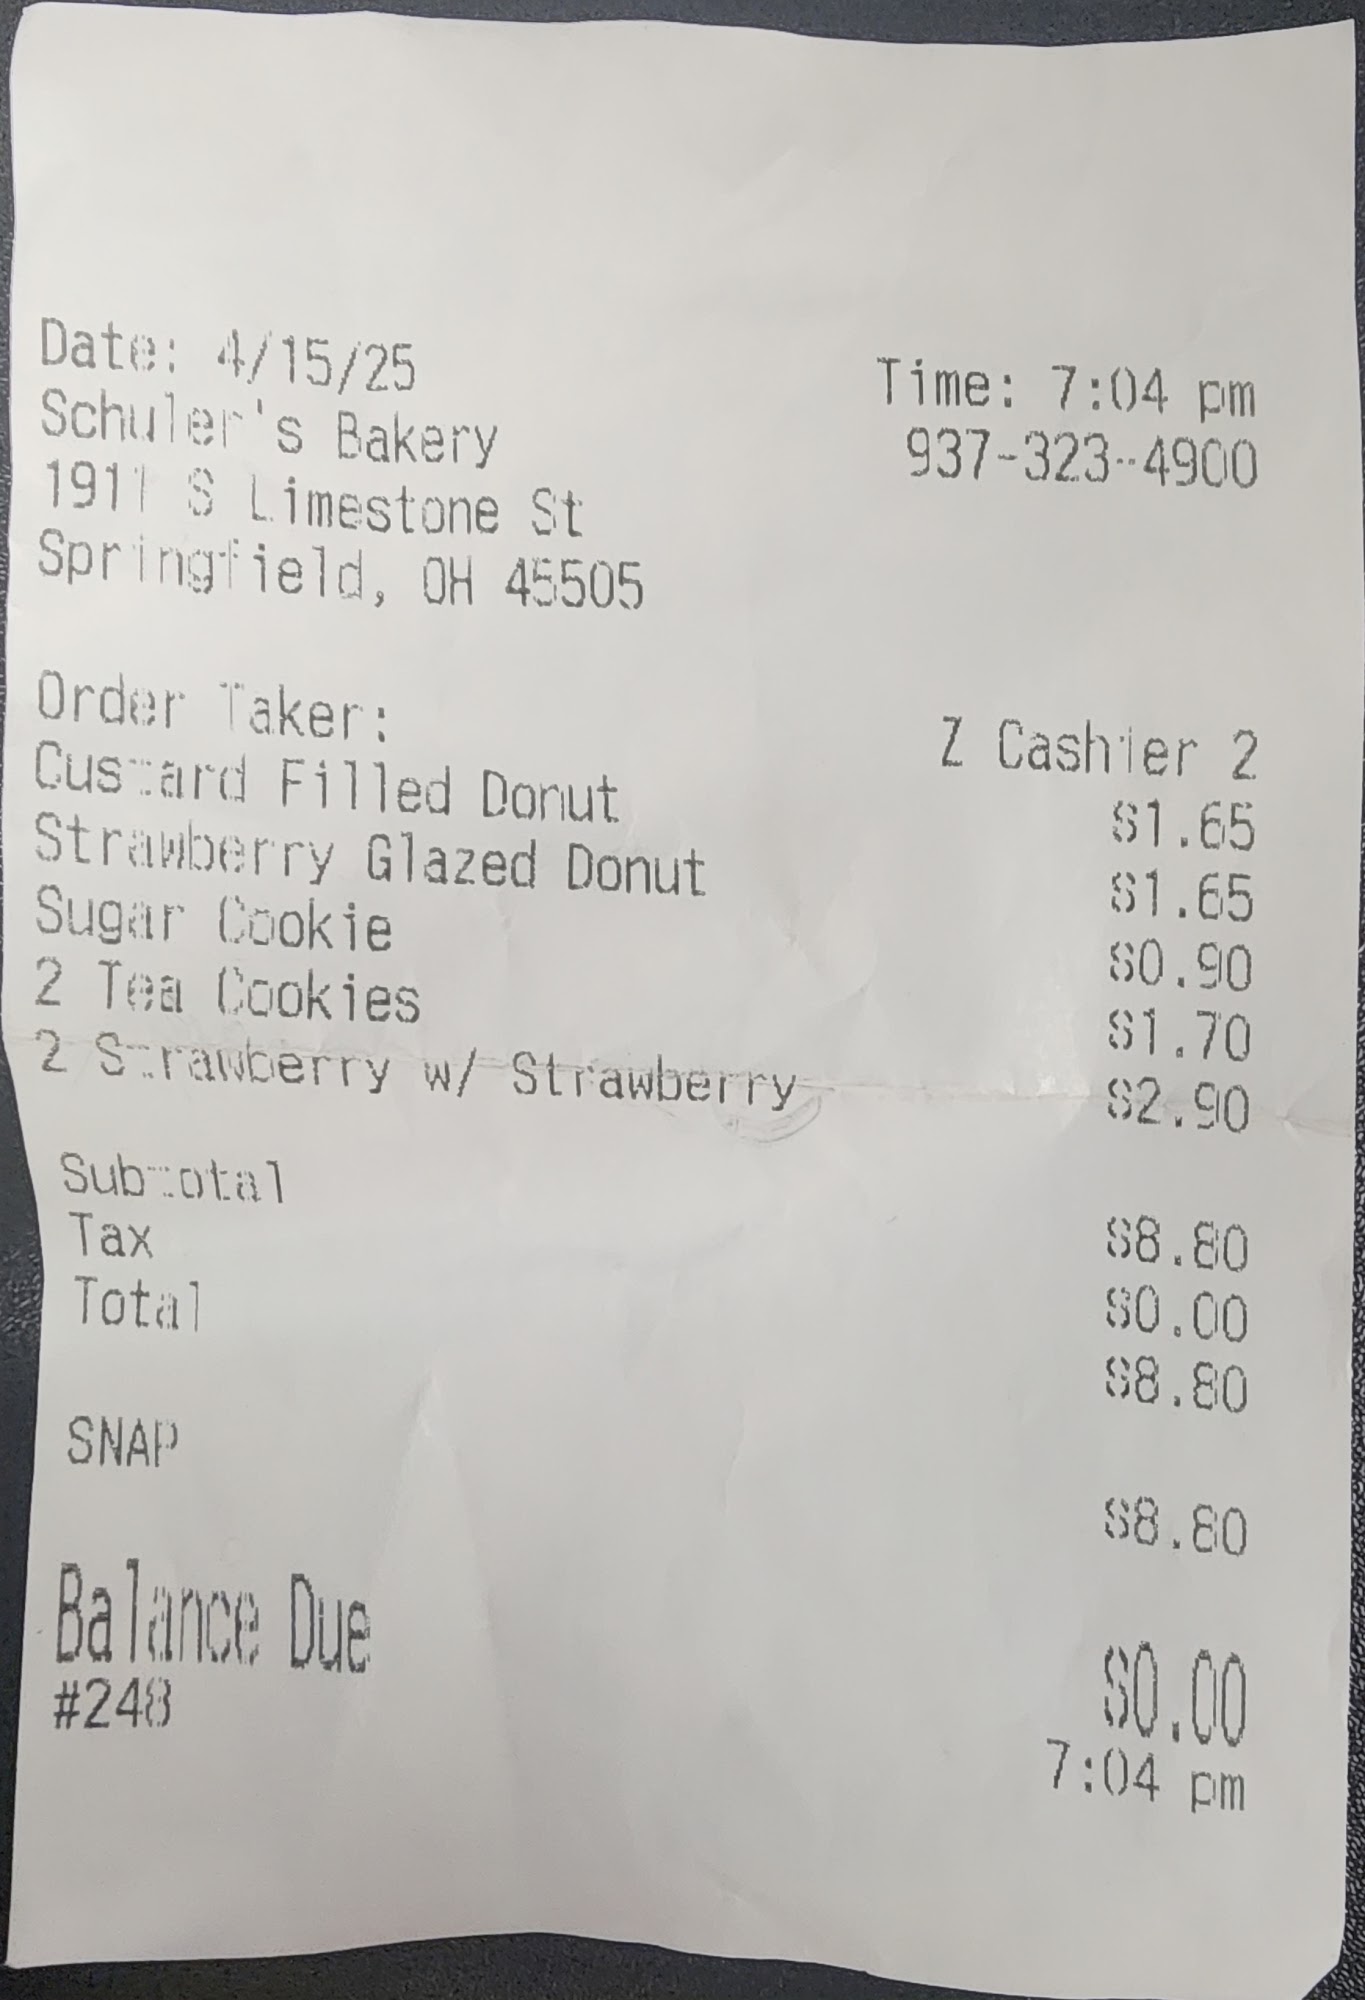 Date: 4/15/25 Time: 7:04 pm
Schuler's Bakery 937-323-4900
1911 S Limestone St
Springfield, OH 45505
Order Taker: Z Cashier 2
Custard Filled Donut $1.65
Strawberry Glazed Donut $1.65
Sugar Cookie $0.90
2 Tea Cookies $1.70
2 Strawberry w/ Strawberry $2.90
Subtotal $8.80
Tax $0.00
Total $8.80
SNAP $8.80
Balance Due $0.00
#248 7:04 pm